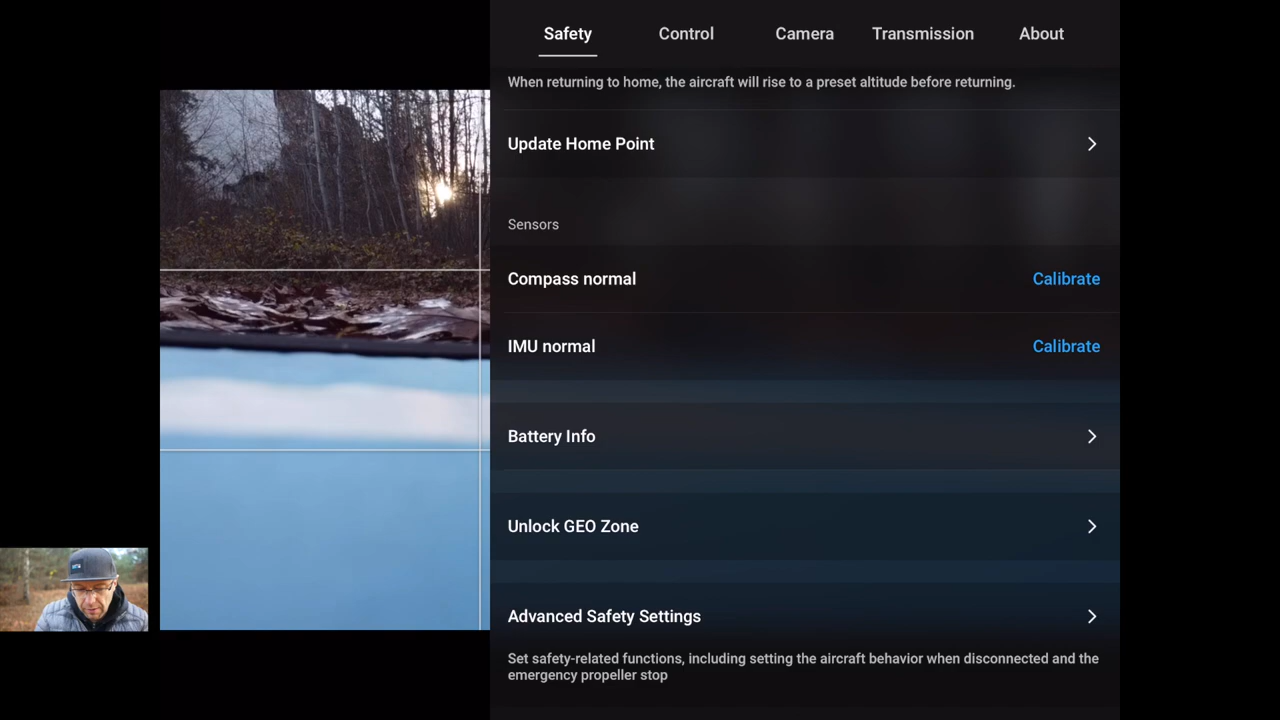 Safety
Control
Camera
Transmission
About
When returning to home, the aircraft will rise to a preset altitude before returning.
Update Home Point
Sensors
Compass normal
Calibrate
IMU normal
Calibrate
Battery Info
Unlock GEO Zone
Advanced Safety Settings
Set safety-related functions, including setting the aircraft behavior when disconnected and the
emergency propeller stop